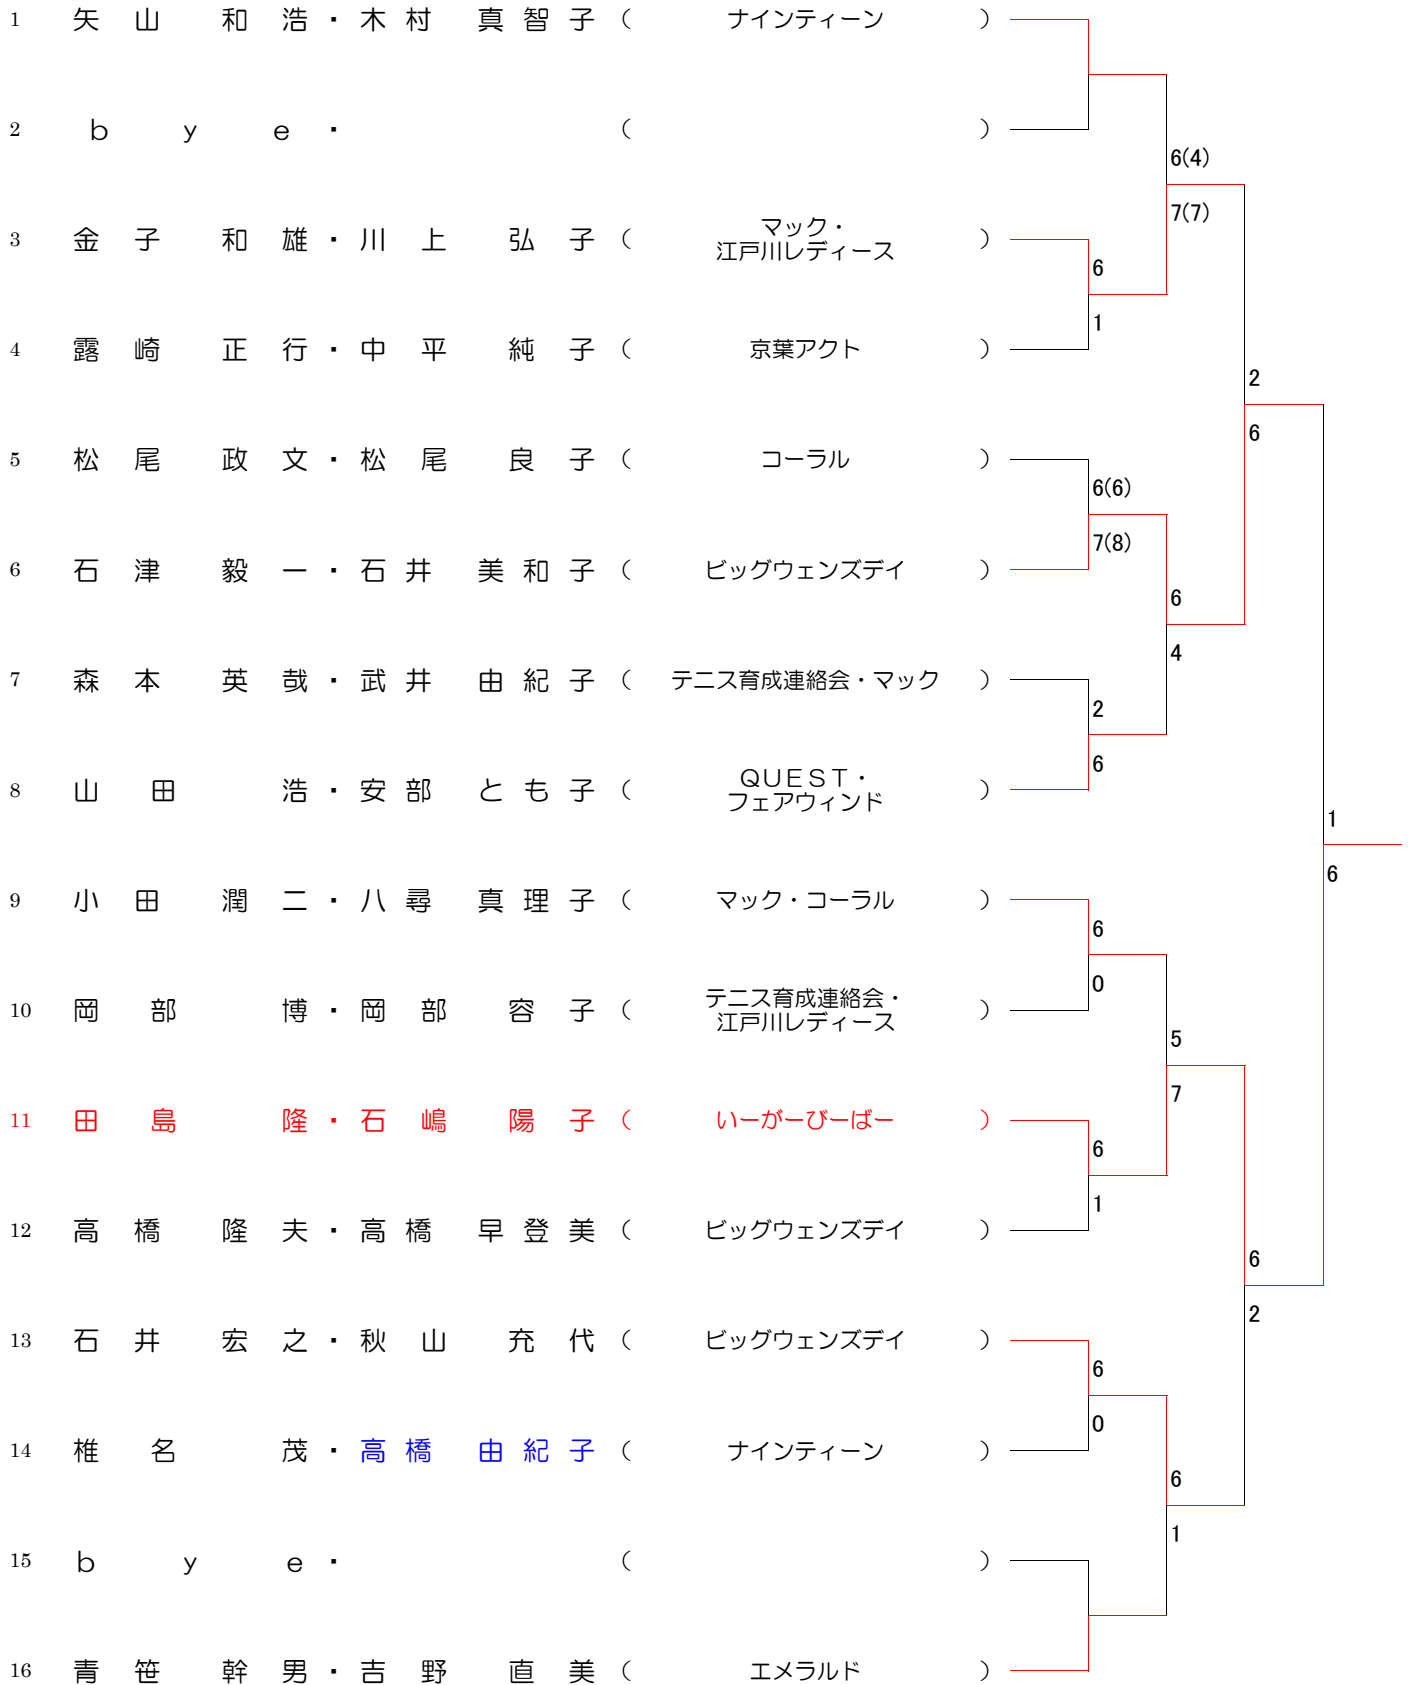 1 矢山 和浩・木村 真智子 ( ナインティーン )
2 bye・ ( )
6(4)
7(7)
3 金子 和雄・川上 弘子 ( マック・
江戸川レディース )
6
1
4 露崎 正行・中平 純子 ( 京葉アクト )
2
6
5 松尾 政文・松尾 良子 ( コーラル )
6(6)
7(8)
6 石津 毅一・石井 美和子 ( ビッグウェンズデイ )
6
4
7 森本 英哉・武井 由紀子 ( テニス育成連絡会・マック )
2
6
8 山田 浩・安部 とも子 ( QUEST・
フェアウィンド )
1
6
9 小田 潤二・八尋 真理子 ( マック・コーラル )
6
0
10 岡部 博・岡部 容子 ( テニス育成連絡会・
江戸川レディース )
5
7
11 田島 隆・石嶋 陽子 ( いーがーびーばー )
6
1
12 高橋 隆夫・高橋 早登美 ( ビッグウェンズデイ )
6
2
13 石井 宏之・秋山 充代 ( ビッグウェンズデイ )
6
0
14 椎名 茂・高橋 由紀子 ( ナインティーン )
6
1
15 bye・ ( )
16 青笹 幹男・吉野 直美 ( エメラルド )